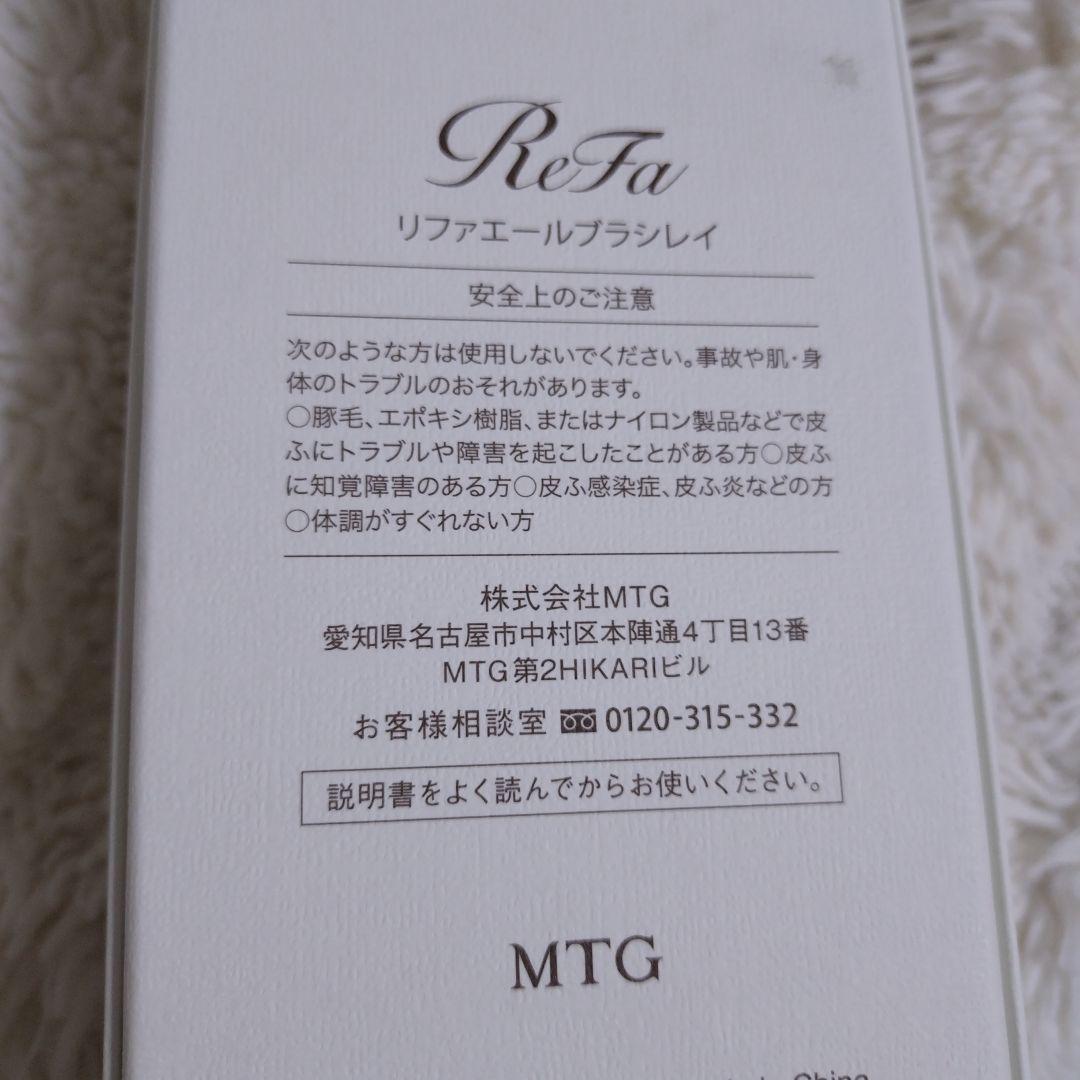 ReFa
リファエールブラシレイ
安全上のご注意
次のような方は使用しないでください。事故や肌・身
体のトラブルのおそれがあります。
○豚毛、エポキシ樹脂、またはナイロン製品などで皮
ふにトラブルや障害を起こしたことがある方○皮ふ
に知覚障害のある方○皮ふ感染症、皮ふ炎などの方
○体調がすぐれない方
株式会社MTG
愛知県名古屋市中村区本陣通4丁目13番
MTG第2HIKARIビル
お客様相談室 0120-315-332
説明書をよく読んでからお使いください。
MTG
China